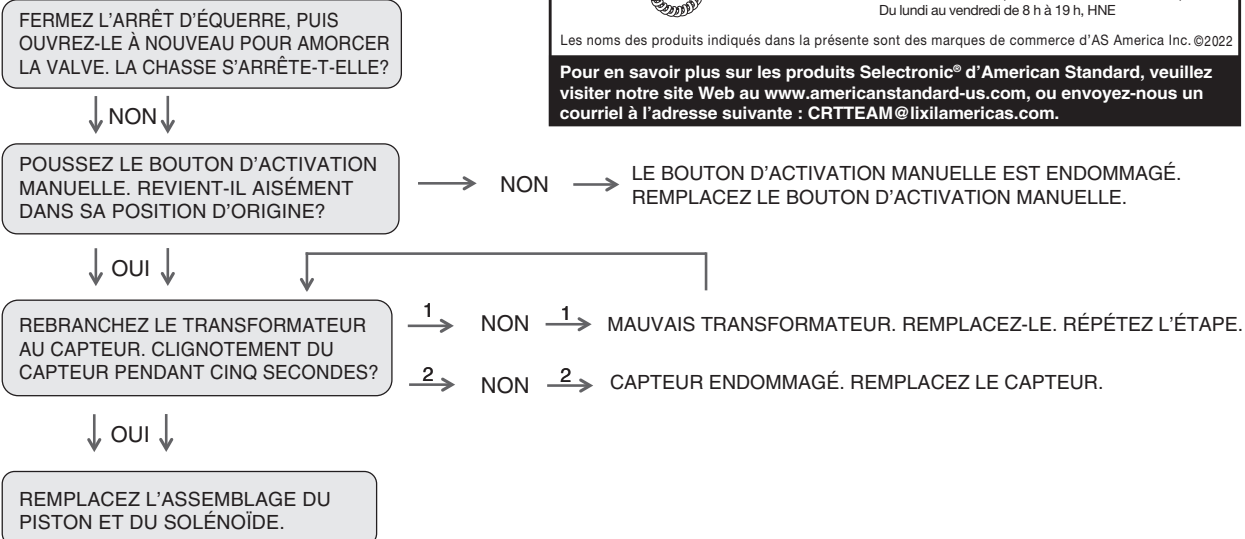 FERMEZ L'ARRÊT D'ÉQUERRE, PUIS
OUVREZ-LE À NOUVEAU POUR AMORCER
LA VALVE. LA CHASSE S'ARRÊTE-T-ELLE?
Du lundi au vendredi de 8 h à 19 h, HNE
Les noms des produits indiqués dans la présente sont des marques de commerce d'AS America Inc. ©2022
Pour en savoir plus sur les produits Selectronic® d'American Standard, veuillez
visiter notre site Web au www.americanstandard-us.com, ou envoyez-nous un
courriel à l'adresse suivante : CRTTEAM@lixilamericas.com.
NON
POUSSEZ LE BOUTON D'ACTIVATION
MANUELLE. REVIENT-IL AISÉMENT
DANS SA POSITION D'ORIGINE?
NON
LE BOUTON D'ACTIVATION MANUELLE EST ENDOMMAGÉ.
REMPLACEZ LE BOUTON D'ACTIVATION MANUELLE.
OUI
REBRANCHEZ LE TRANSFORMATEUR
AU CAPTEUR. CLIGNOTEMENT DU
CAPTEUR PENDANT CINQ SECONDES?
1 NON 1 MAUVAIS TRANSFORMATEUR. REMPLACEZ-LE. RÉPÉTEZ L'ÉTAPE.
2 NON 2 CAPTEUR ENDOMMAGÉ. REMPLACEZ LE CAPTEUR.
OUI
REMPLACEZ L'ASSEMBLAGE DU
PISTON ET DU SOLÉNOÏDE.